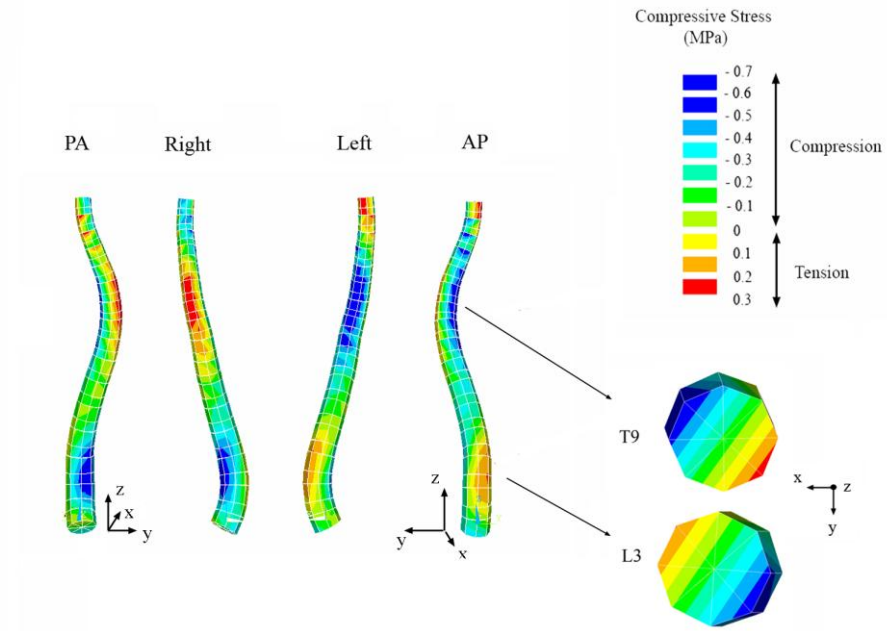 Compressive Stress
(MPa)
- 0.7
- 0.6
- 0.5
- 0.4
- 0.3
- 0.2
- 0.1
0
0.1
0.2
0.3
Compression
Tension
PA
Right
Left
AP
z
x
y
z
y
x
T9
x
z
y
L3